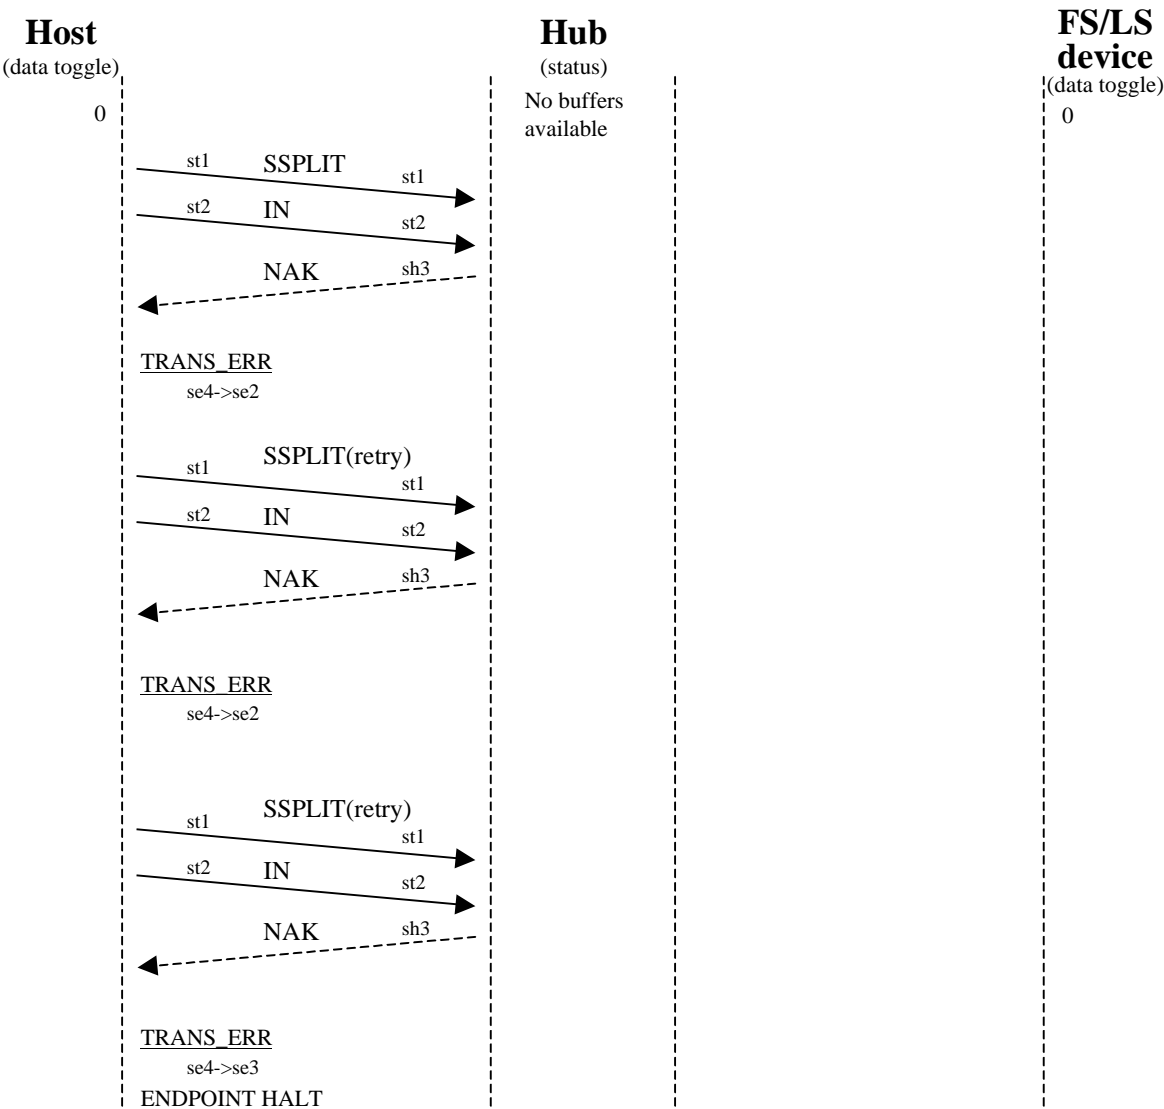 Host
(data toggle)
0
Hub
(status)
No buffers
available
FS/LS
device
(data toggle)
0
st1 SSPLIT st1
st2 IN st2
NAK sh3
TRANS_ERR
se4->se2
st1 SSPLIT(retry) st1
st2 IN st2
NAK sh3
TRANS_ERR
se4->se2
st1 SSPLIT(retry) st1
st2 IN st2
NAK sh3
TRANS_ERR
se4->se3
ENDPOINT HALT